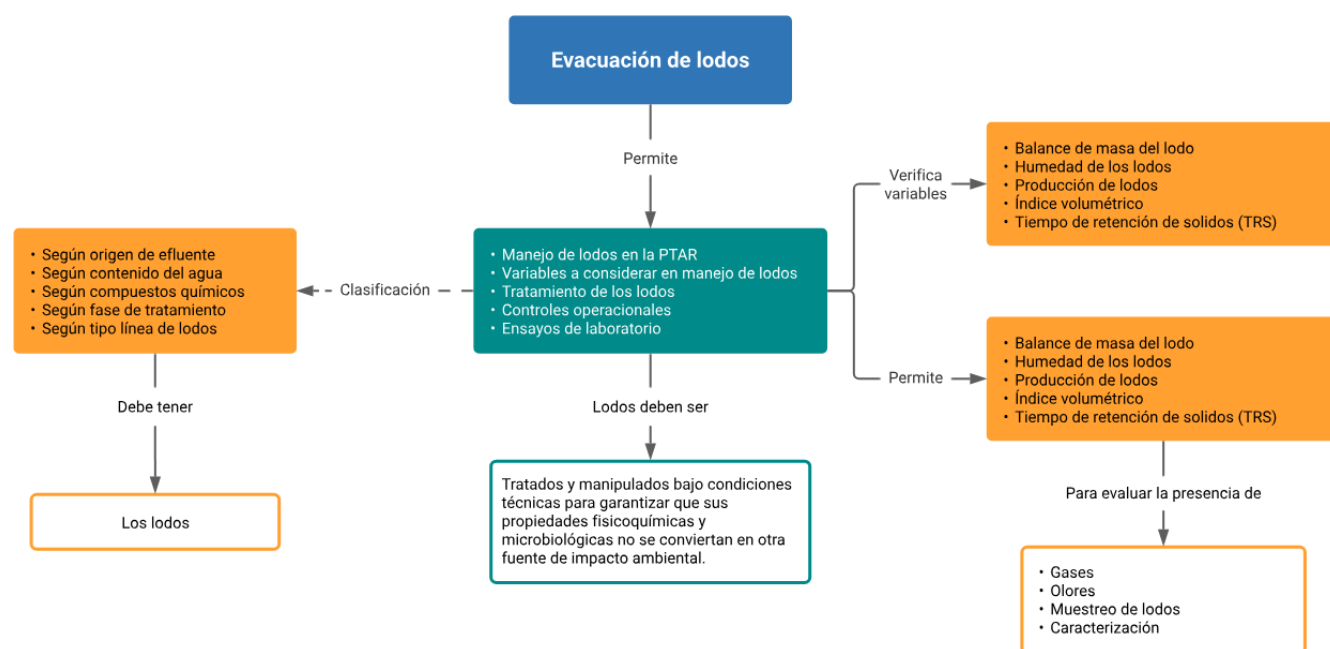 Evacuación de lodos
Permite
• Balance de masa del lodo
• Humedad de los lodos
• Producción de lodos
• Índice volumétrico
• Tiempo de retención de solidos (TRS)
Verifica
variables
• Según origen de efluente
• Según contenido del agua
• Según compuestos químicos
• Según fase de tratamiento
• Según tipo línea de lodos
Clasificación
• Manejo de lodos en la PTAR
• Variables a considerar en manejo de lodos
• Tratamiento de los lodos
• Controles operacionales
• Ensayos de laboratorio
Permite
• Balance de masa del lodo
• Humedad de los lodos
• Producción de lodos
• Índice volumétrico
• Tiempo de retención de solidos (TRS)
Debe tener
Lodos deben ser
Los lodos
Tratados y manipulados bajo condiciones
técnicas para garantizar que sus
propiedades fisicoquímicas y
microbiológicas no se conviertan en otra
fuente de impacto ambiental.
Para evaluar la presencia de
• Gases
• Olores
• Muestreo de lodos
• Caracterización